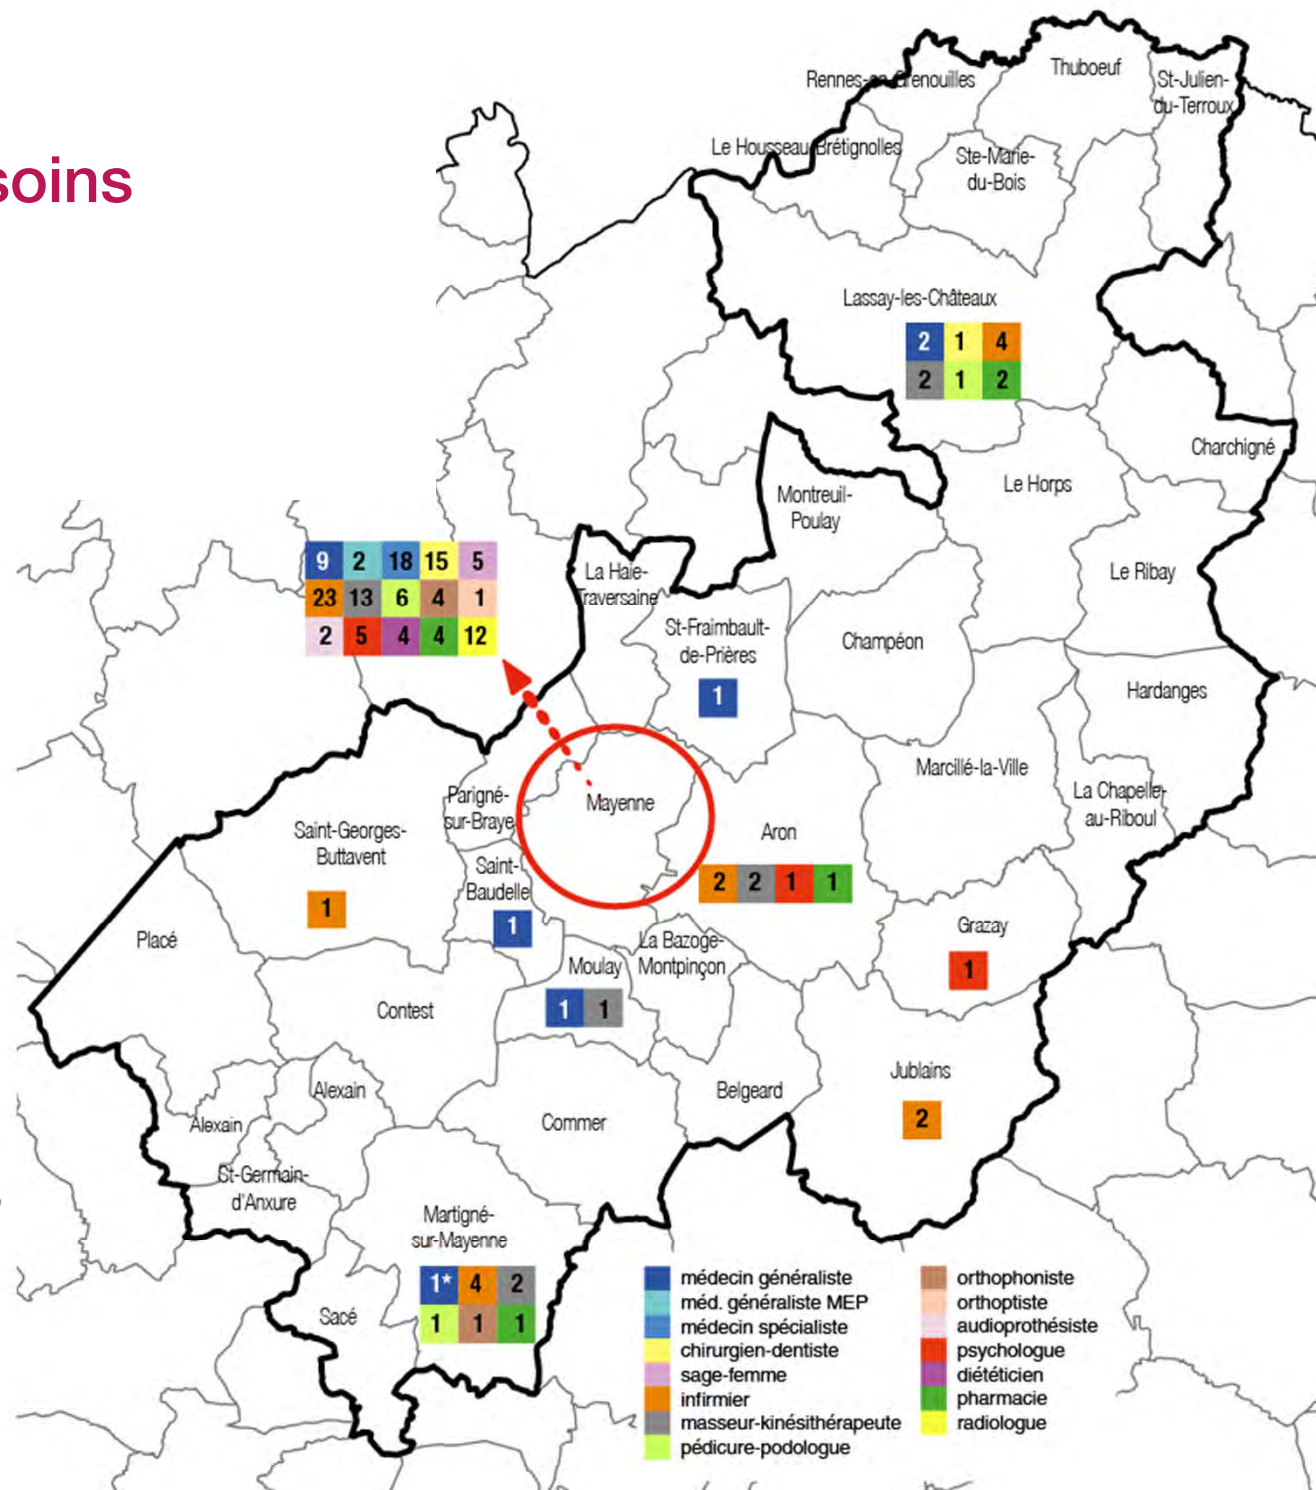 soins
Rennes-en-Grenouilles
Thuboeuf
St-Julien-
du-Terroux
Le Housseau-Brétignolles
Ste-Marie-
du-Bois
Lassay-les-Châteaux
2 1 4
2 1 2
Charchigné
Le Horps
Montreuil-
Poulay
9 2 18 15 5
23 13 6 4 1
2 5 4 4 12
La Haie-
Traversaine
Le Ribay
St-Fraimbault-
de-Prières
1
Champéon
Hardanges
Marcillé-la-Ville
La Chapelle-
au-Riboul
Parigné-
sur-Braye
Mayenne
Saint-Georges-
Buttavent
1
Aron
2 2 1 1
Saint-
Baudelle
1
Placé
Grazay
1
La Bazoge-
Montpinçon
Moulay
1 1
Contest
Jublains
2
Alexain
Belgeard
Alexain
Commer
St-Germain-
d'Anxure
Martigné-
sur-Mayenne
1* 4 2
1 1 1
Sacé
médecin généraliste
méd. généraliste MEP
médecin spécialiste
chirurgien-dentiste
sage-femme
infirmier
masseur-kinésithérapeute
pédicure-podologue
orthophoniste
orthoptiste
audioprothésiste
psychologue
diététicien
pharmacie
radiologue